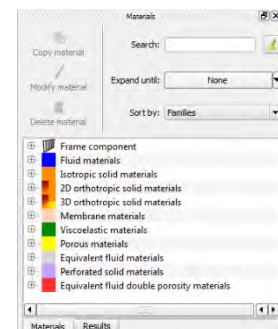 Materials
Copy material
Search:
Modify material
Expand until: None
Delete material
Sort by: Families
Frame component
Fluid materials
Isotropic solid materials
2D orthotropic solid materials
3D orthotropic solid materials
Membrane materials
Viscoelastic materials
Porous materials
Equivalent fluid materials
Perforated solid materials
Equivalent fluid double porosity materials
Materials Results